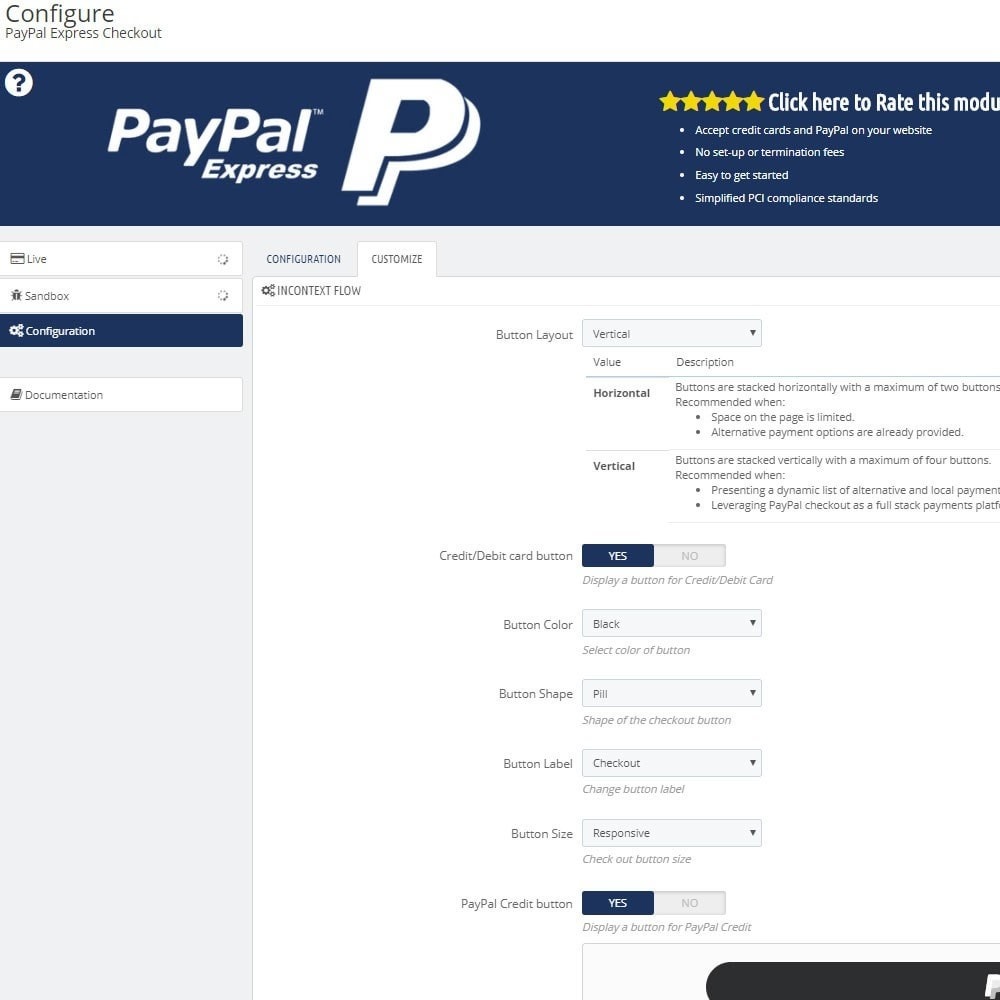 Configure
PayPal Express Checkout
?
PayPal™
Express
Click here to Rate this modu
• Accept credit cards and PayPal on your website
• No set-up or termination fees
• Easy to get started
• Simplified PCI compliance standards
Live
Sandbox
Configuration
Documentation
CONFIGURATION
CUSTOMIZE
INCONTEXT FLOW
Button Layout
Vertical
Value Description
Horizontal
Buttons are stacked horizontally with a maximum of two buttons
Recommended when:
• Space on the page is limited.
• Alternative payment options are already provided.
Vertical
Buttons are stacked vertically with a maximum of four buttons.
Recommended when:
• Presenting a dynamic list of alternative and local payment
• Leveraging PayPal checkout as a full stack payments platf
Credit/Debit card button
YES NO
Display a button for Credit/Debit Card
Button Color
Black
Select color of button
Button Shape
Pill
Shape of the checkout button
Button Label
Checkout
Change button label
Button Size
Responsive
Check out button size
PayPal Credit button
YES NO
Display a button for PayPal Credit